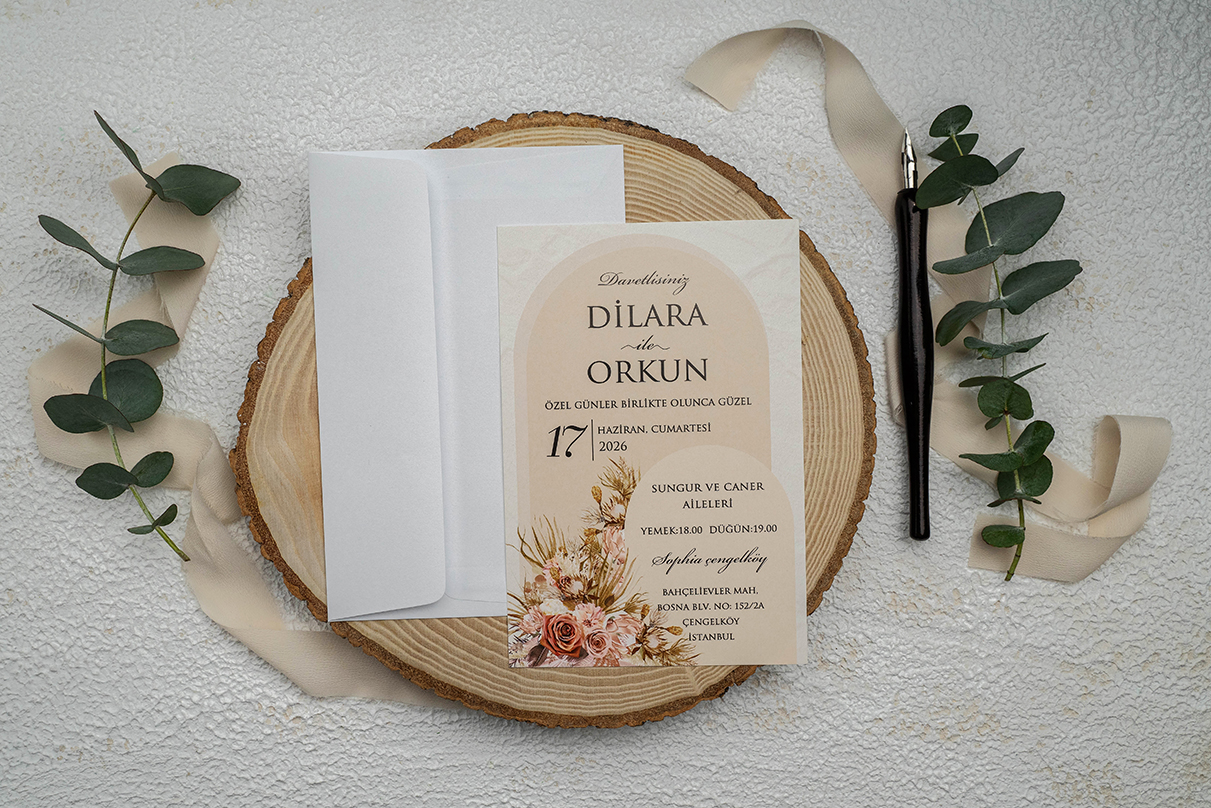 Davetlisiniz
DİLARA
ile
ORKUN
ÖZEL GÜNLER BİRLİKTE OLUNCA GÜZEL
17 HAZİRAN, CUMARTESİ
2026
SUNGUR VE CANER
AİLELERİ
YEMEK:18.00 DÜĞÜN:19.00
Sophia çengelköy
BAHÇELİEVLER MAH,
BOSNA BLV. NO: 152/2A
ÇENGELKÖY
İSTANBUL